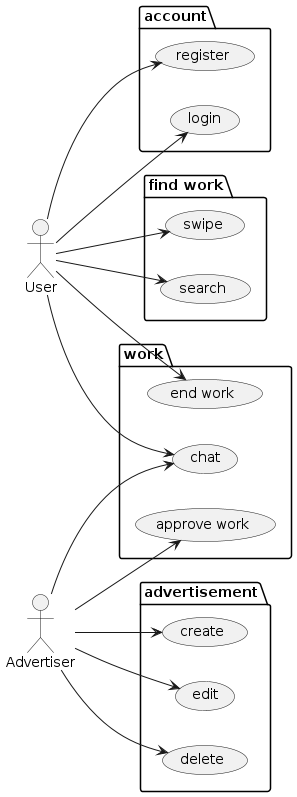 account
register
login
find work
swipe
search
User
work
end work
chat
approve work
Advertiser
advertisement
create
edit
delete